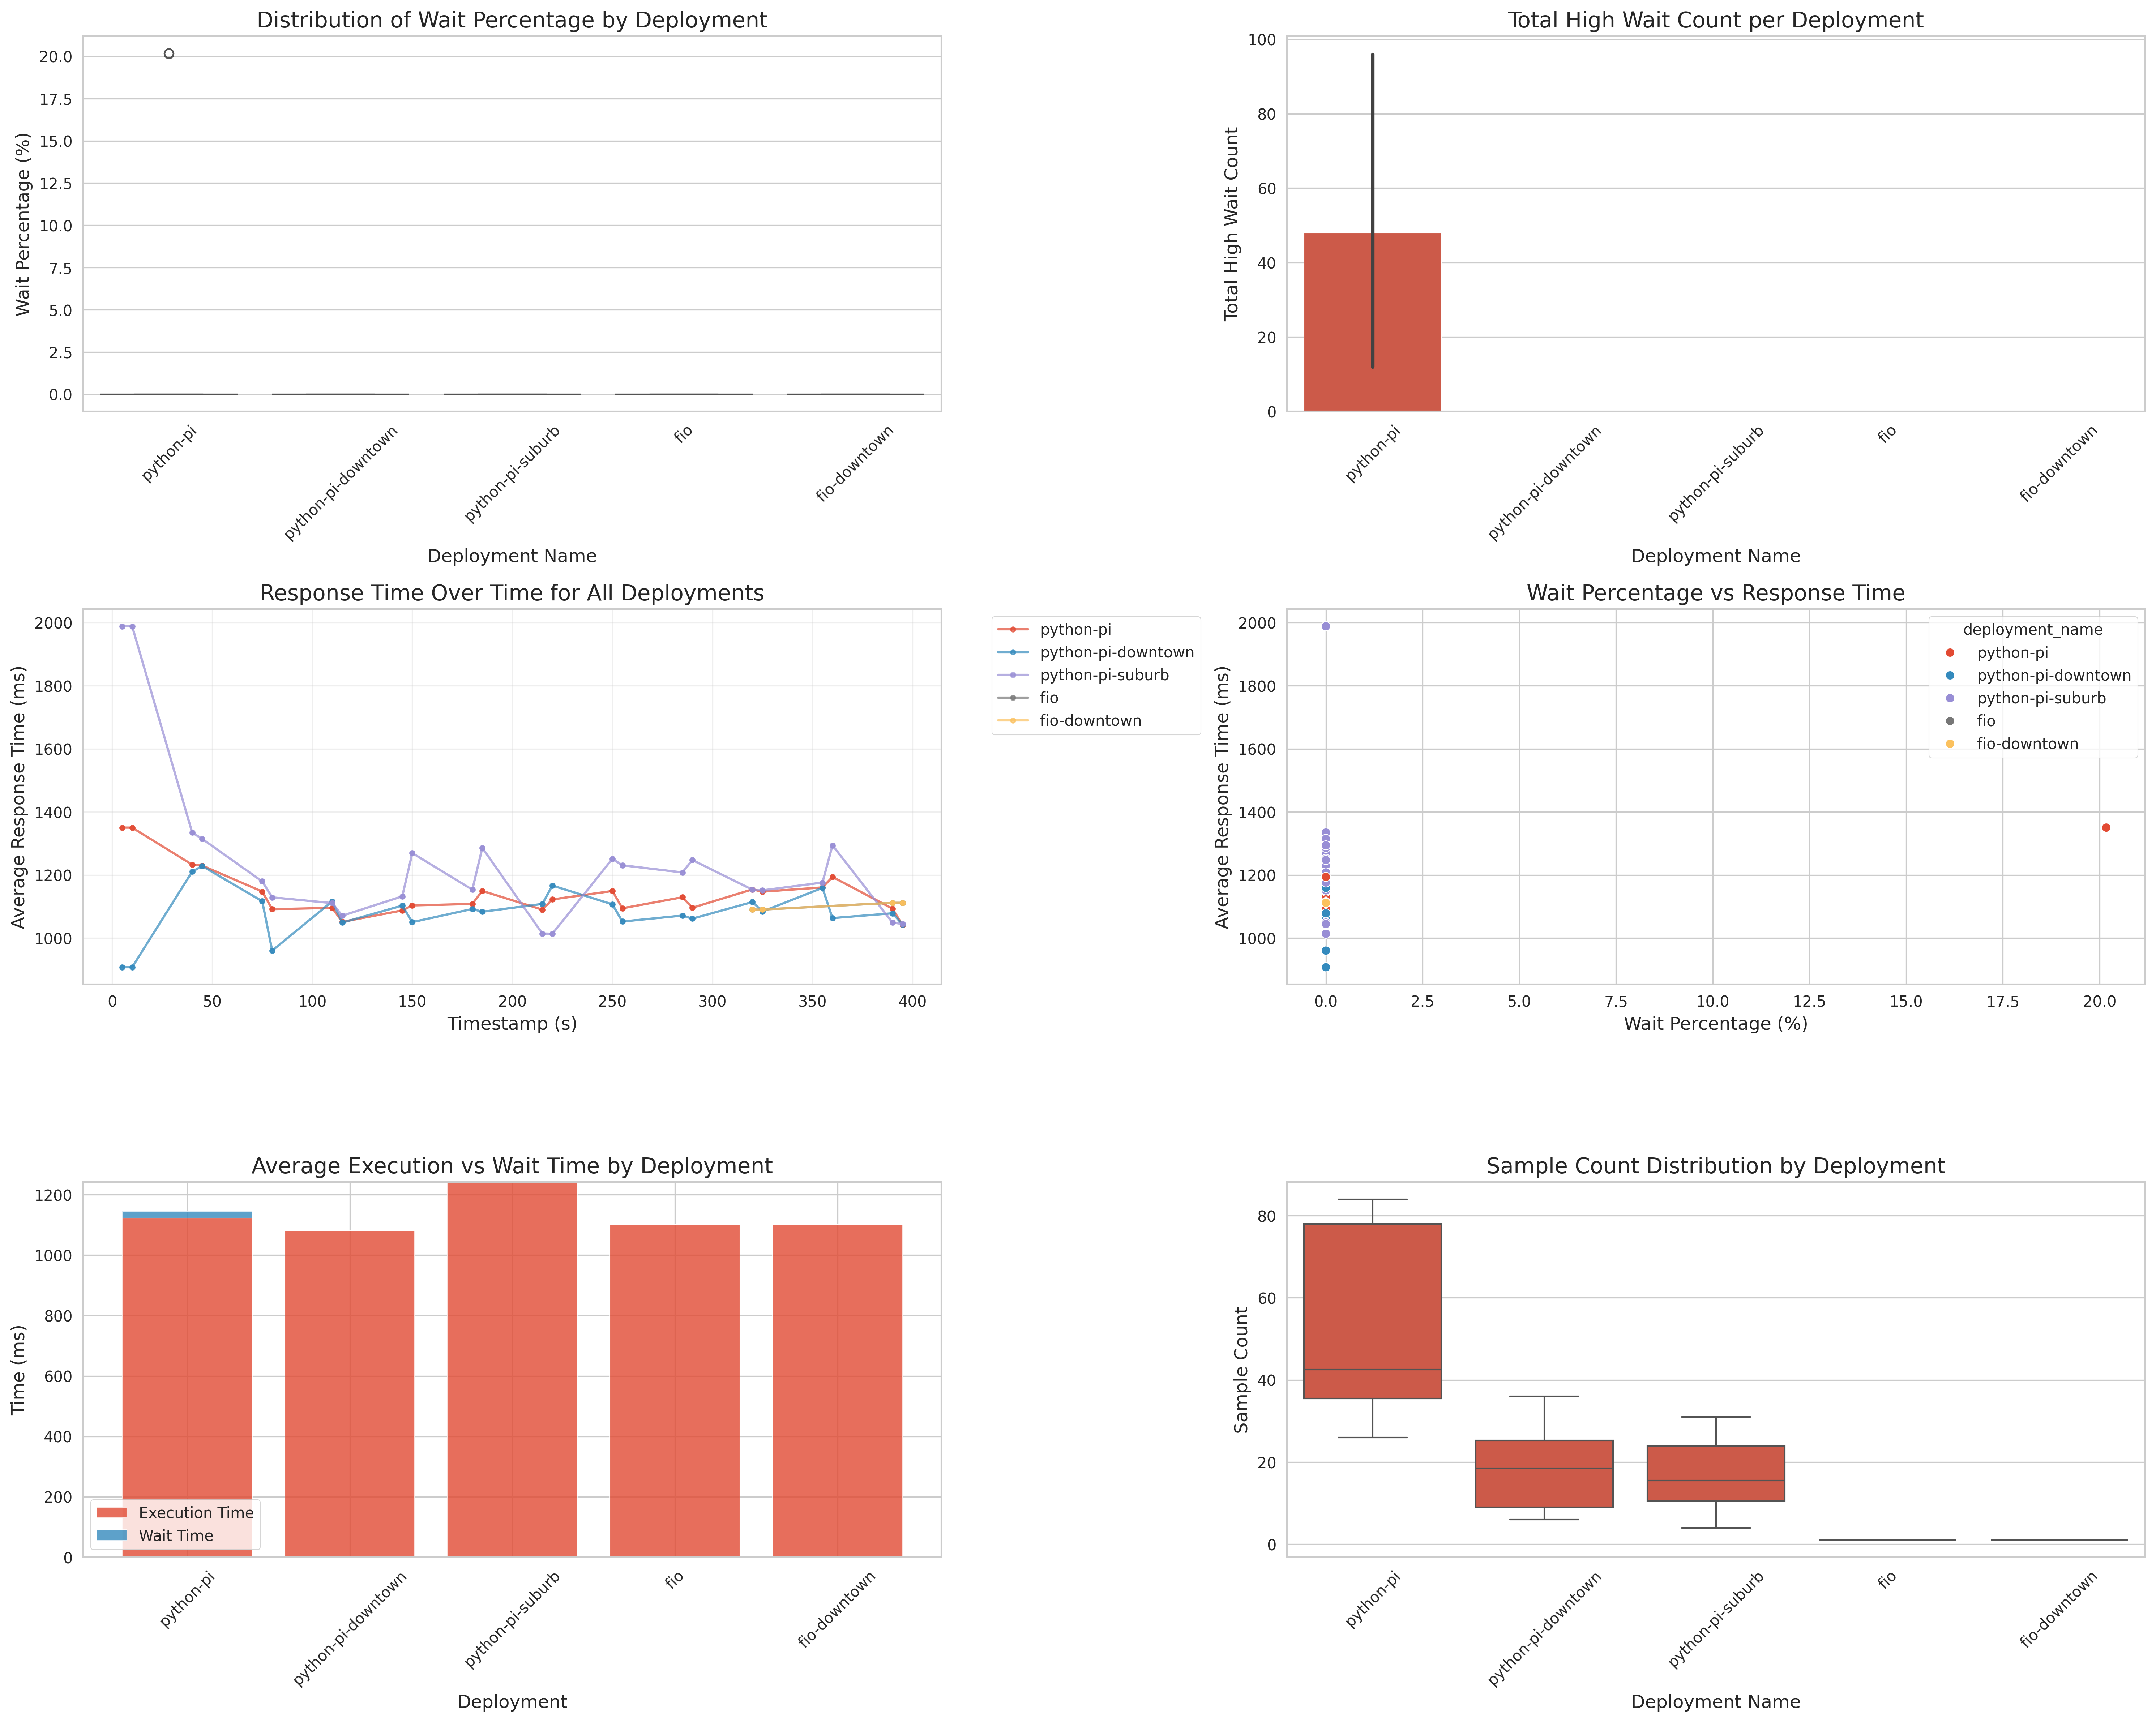 Distribution of Wait Percentage by Deployment
Wait Percentage (%)
20.0
17.5
15.0
12.5
10.0
7.5
5.0
2.5
0.0
python-pi
python-pi-downtown
python-pi-suburb
fio
fio-downtown
Deployment Name
Total High Wait Count per Deployment
Total High Wait Count
100
80
60
40
20
0
python-pi
python-pi-downtown
python-pi-suburb
fio
fio-downtown
Deployment Name
Response Time Over Time for All Deployments
Average Response Time (ms)
2000
1800
1600
1400
1200
1000
0 50 100 150 200 250 300 350 400
Timestamp (s)
python-pi
python-pi-downtown
python-pi-suburb
fio
fio-downtown
Wait Percentage vs Response Time
Average Response Time (ms)
2000
1800
1600
1400
1200
1000
0.0 2.5 5.0 7.5 10.0 12.5 15.0 17.5 20.0
Wait Percentage (%)
deployment_name
python-pi
python-pi-downtown
python-pi-suburb
fio
fio-downtown
Average Execution vs Wait Time by Deployment
Time (ms)
1200
1000
800
600
400
200
0
Execution Time
Wait Time
python-pi
python-pi-downtown
python-pi-suburb
fio
fio-downtown
Deployment
Sample Count Distribution by Deployment
Sample Count
80
60
40
20
0
python-pi
python-pi-downtown
python-pi-suburb
fio
fio-downtown
Deployment Name